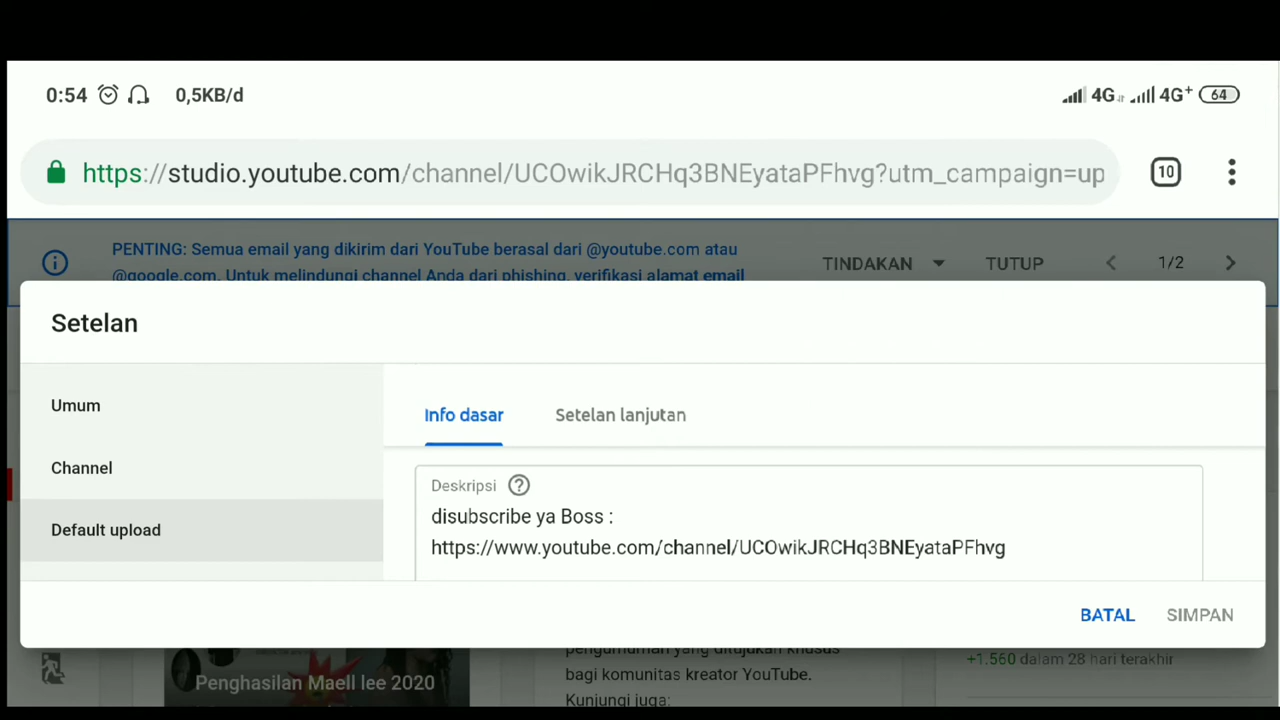 0:54 0,5KB/d 4G 4G+ 64
https://studio.youtube.com/channel/UCOwikJRCHq3BNEyataPFhvg?utm_campaign=up 10
PENTING: Semua email yang dikirim dari YouTube berasal dari @youtube.com atau
@google.com. Untuk melindungi channel Anda dari phishing, verifikasi alamat email
TINDAKAN TUTUP 1/2
Setelan
Umum
Channel
Default upload
Info dasar Setelan lanjutan
Deskripsi ?
disubscribe ya Boss :
https://www.youtube.com/channel/UCOwikJRCHq3BNEyataPFhvg
BATAL SIMPAN
Penghasilan Maell lee 2020
pengumuman yang ditujukan khusus
bagi komunitas kreator YouTube.
Kunjungi juga:
+1.560 dalam 28 hari terakhir